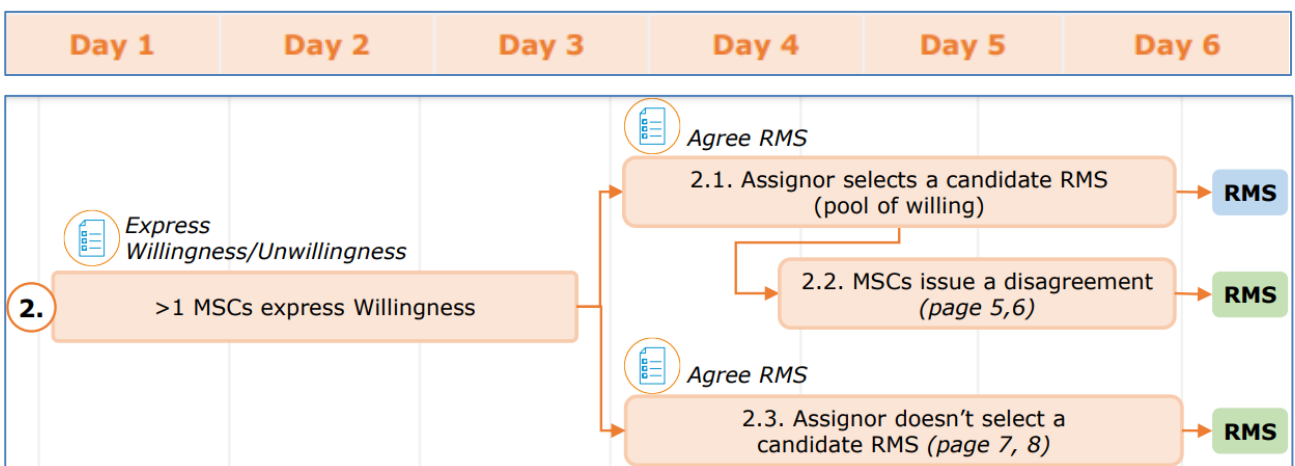 Day 1 Day 2 Day 3 Day 4 Day 5 Day 6
Agree RMS
2.1. Assignor selects a candidate RMS
(pool of willing)
RMS
Express
Willingness/Unwillingness
2.
>1 MSCs express Willingness
2.2. MSCs issue a disagreement
(page 5,6)
RMS
Agree RMS
2.3. Assignor doesn’t select a
candidate RMS (page 7, 8)
RMS